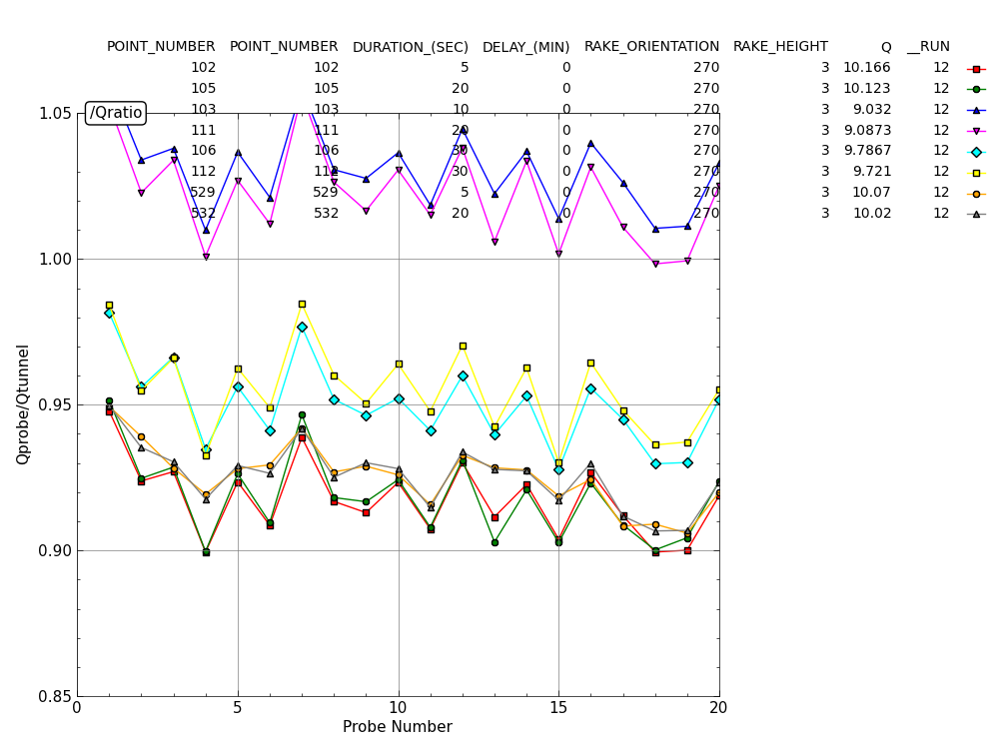 POINT_NUMBER POINT_NUMBER DURATION_(SEC) DELAY_(MIN) RAKE_ORIENTATION RAKE_HEIGHT Q __RUN
102 102 5 0 270 3 10.166 12
105 105 20 0 270 3 10.123 12
103 103 10 0 270 3 9.032 12
111 111 20 0 270 3 9.0873 12
106 106 30 0 270 3 9.7867 12
112 112 30 0 270 3 9.721 12
529 529 5 0 270 3 10.07 12
532 532 20 0 270 3 10.02 12
/Qratio
1.05
1.00
0.95
0.90
0.85
Qprobe/Qtunnel
0 5 10 15 20
Probe Number